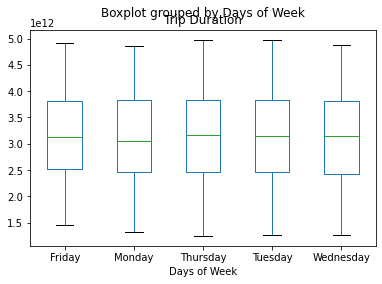 Boxplot grouped by Days of Week
Trip Duration
1e12
5.0
4.5
4.0
3.5
3.0
2.5
2.0
1.5
Friday Monday Thursday Tuesday Wednesday
Days of Week